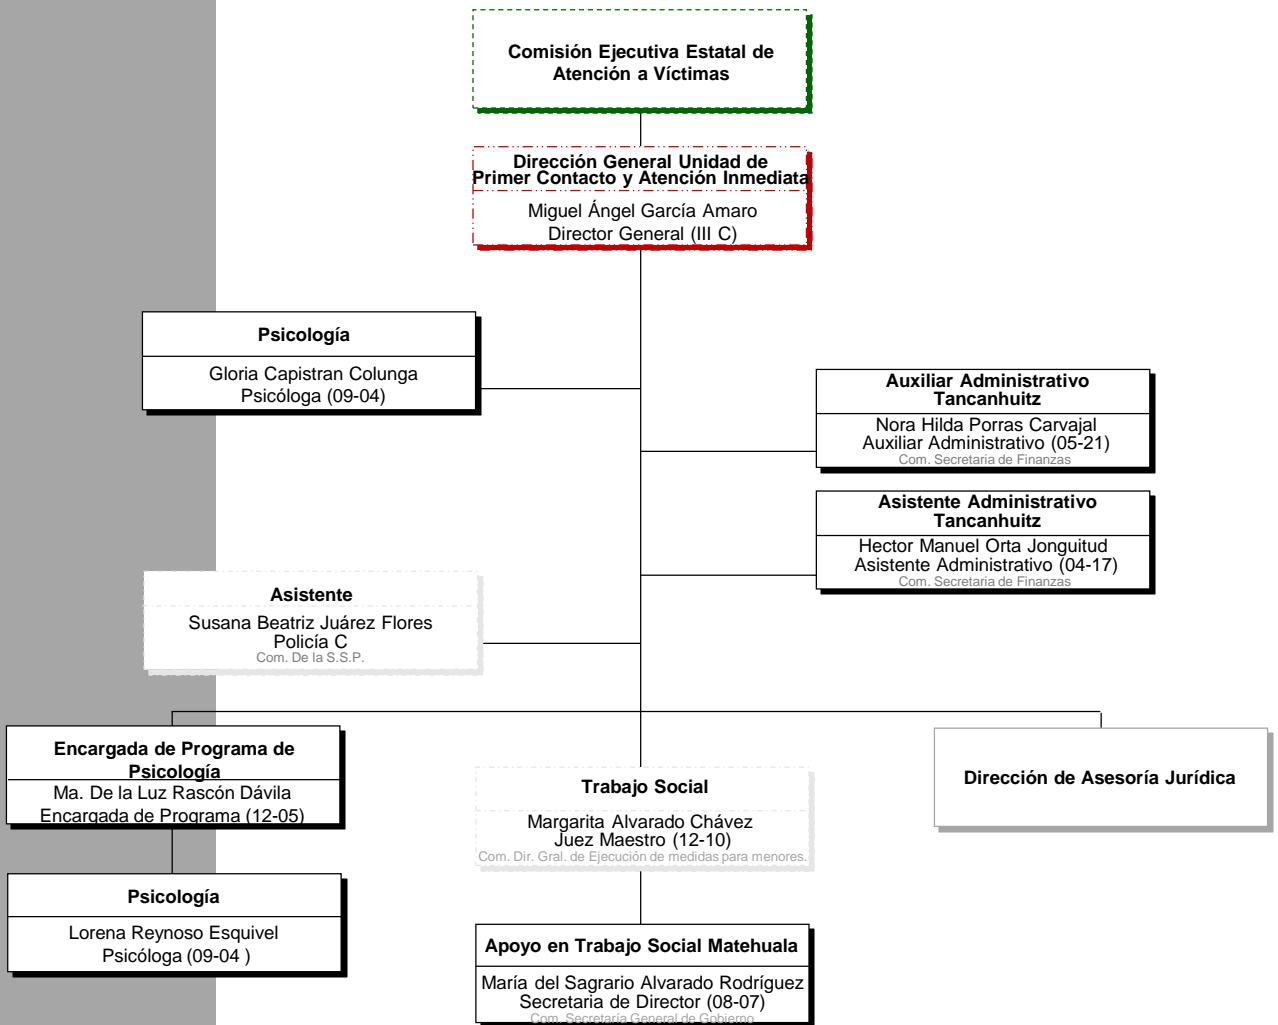 Comisión Ejecutiva Estatal de
Atención a Víctimas
Dirección General Unidad de
Primer Contacto y Atención Inmediata
Miguel Ángel García Amaro
Director General (III C)
Psicología
Gloria Capistran Colunga
Psicóloga (09-04)
Auxiliar Administrativo
Tancanhuitz
Nora Hilda Porras Carvajal
Auxiliar Administrativo (05-21)
Com. Secretaria de Finanzas
Asistente Administrativo
Tancanhuitz
Hector Manuel Orta Jonguitud
Asistente Administrativo (04-17)
Com. Secretaria de Finanzas
Asistente
Susana Beatriz Juárez Flores
Policía C
Com. De la S.S.P.
Encargada de Programa de
Psicología
Ma. De la Luz Rascón Dávila
Encargada de Programa (12-05)
Trabajo Social
Margarita Alvarado Chávez
Juez Maestro (12-10)
Com. Dir. Gral. de Ejecución de medidas para menores.
Dirección de Asesoría Jurídica
Psicología
Lorena Reynoso Esquivel
Psicóloga (09-04 )
Apoyo en Trabajo Social Matehuala
María del Sagrario Alvarado Rodríguez
Secretaria de Director (08-07)
Com. Secretaría General de Gobierno